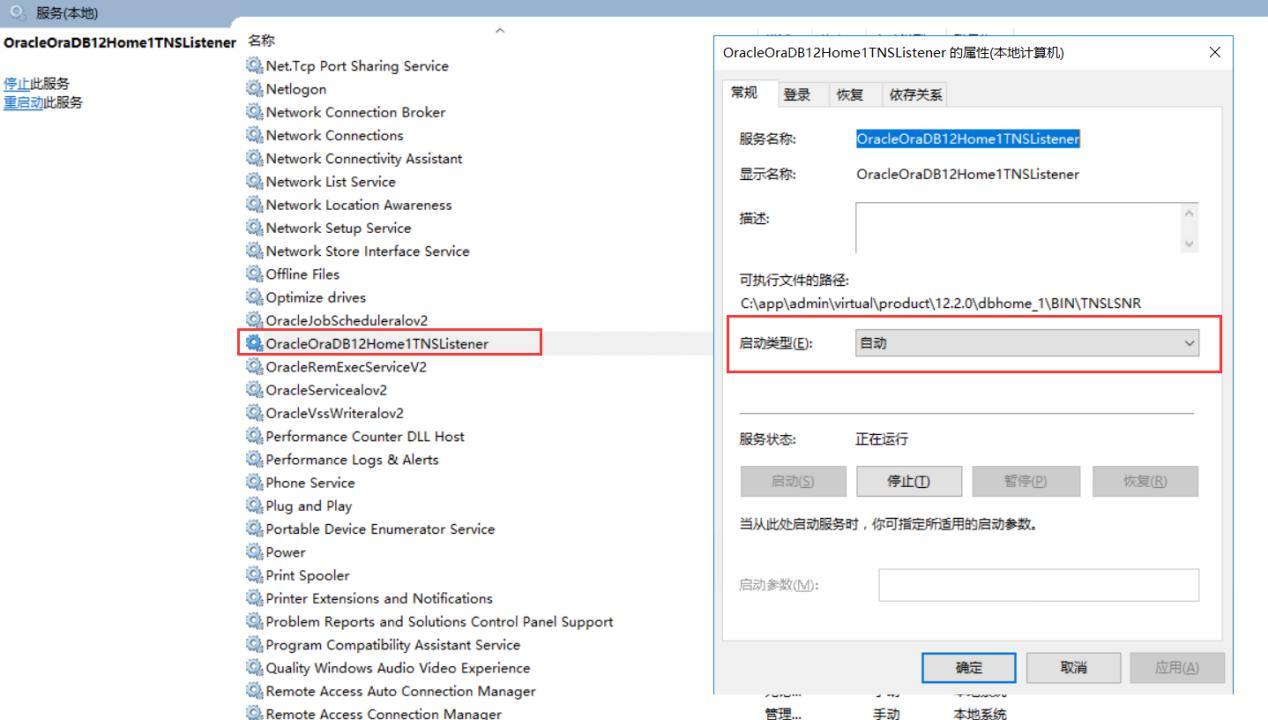 服务(本地)
OracleOraDB12Home1TNSListener
停止此服务
重启动此服务
名称
Net.Tcp Port Sharing Service
Netlogon
Network Connection Broker
Network Connections
Network Connectivity Assistant
Network List Service
Network Location Awareness
Network Setup Service
Network Store Interface Service
Offline Files
Optimize drives
OracleJobScheduleralov2
OracleOraDB12Home1TNSListener
OracleRemExecServiceV2
OracleServicealov2
OracleVssWriteralov2
Performance Counter DLL Host
Performance Logs & Alerts
Phone Service
Plug and Play
Portable Device Enumerator Service
Power
Print Spooler
Printer Extensions and Notifications
Problem Reports and Solutions Control Panel Support
Program Compatibility Assistant Service
Quality Windows Audio Video Experience
Remote Access Auto Connection Manager
Remote Access Connection Manager
OracleOraDB12Home1TNSListener 的属性(本地计算机)
常规 登录 恢复 依存关系
服务名称: OracleOraDB12Home1TNSListener
显示名称: OracleOraDB12Home1TNSListener
描述:
可执行文件的路径:
C:\app\admin\virtual\product\12.2.0\dbhome_1\BIN\TNSLSNR
启动类型(E): 自动
服务状态: 正在运行
启动(S) 停止(T) 暂停(P) 恢复(R)
当从此处启动服务时，你可指定所适用的启动参数。
启动参数(M):
确定 取消 应用(A)
管理... 手动 本地系统